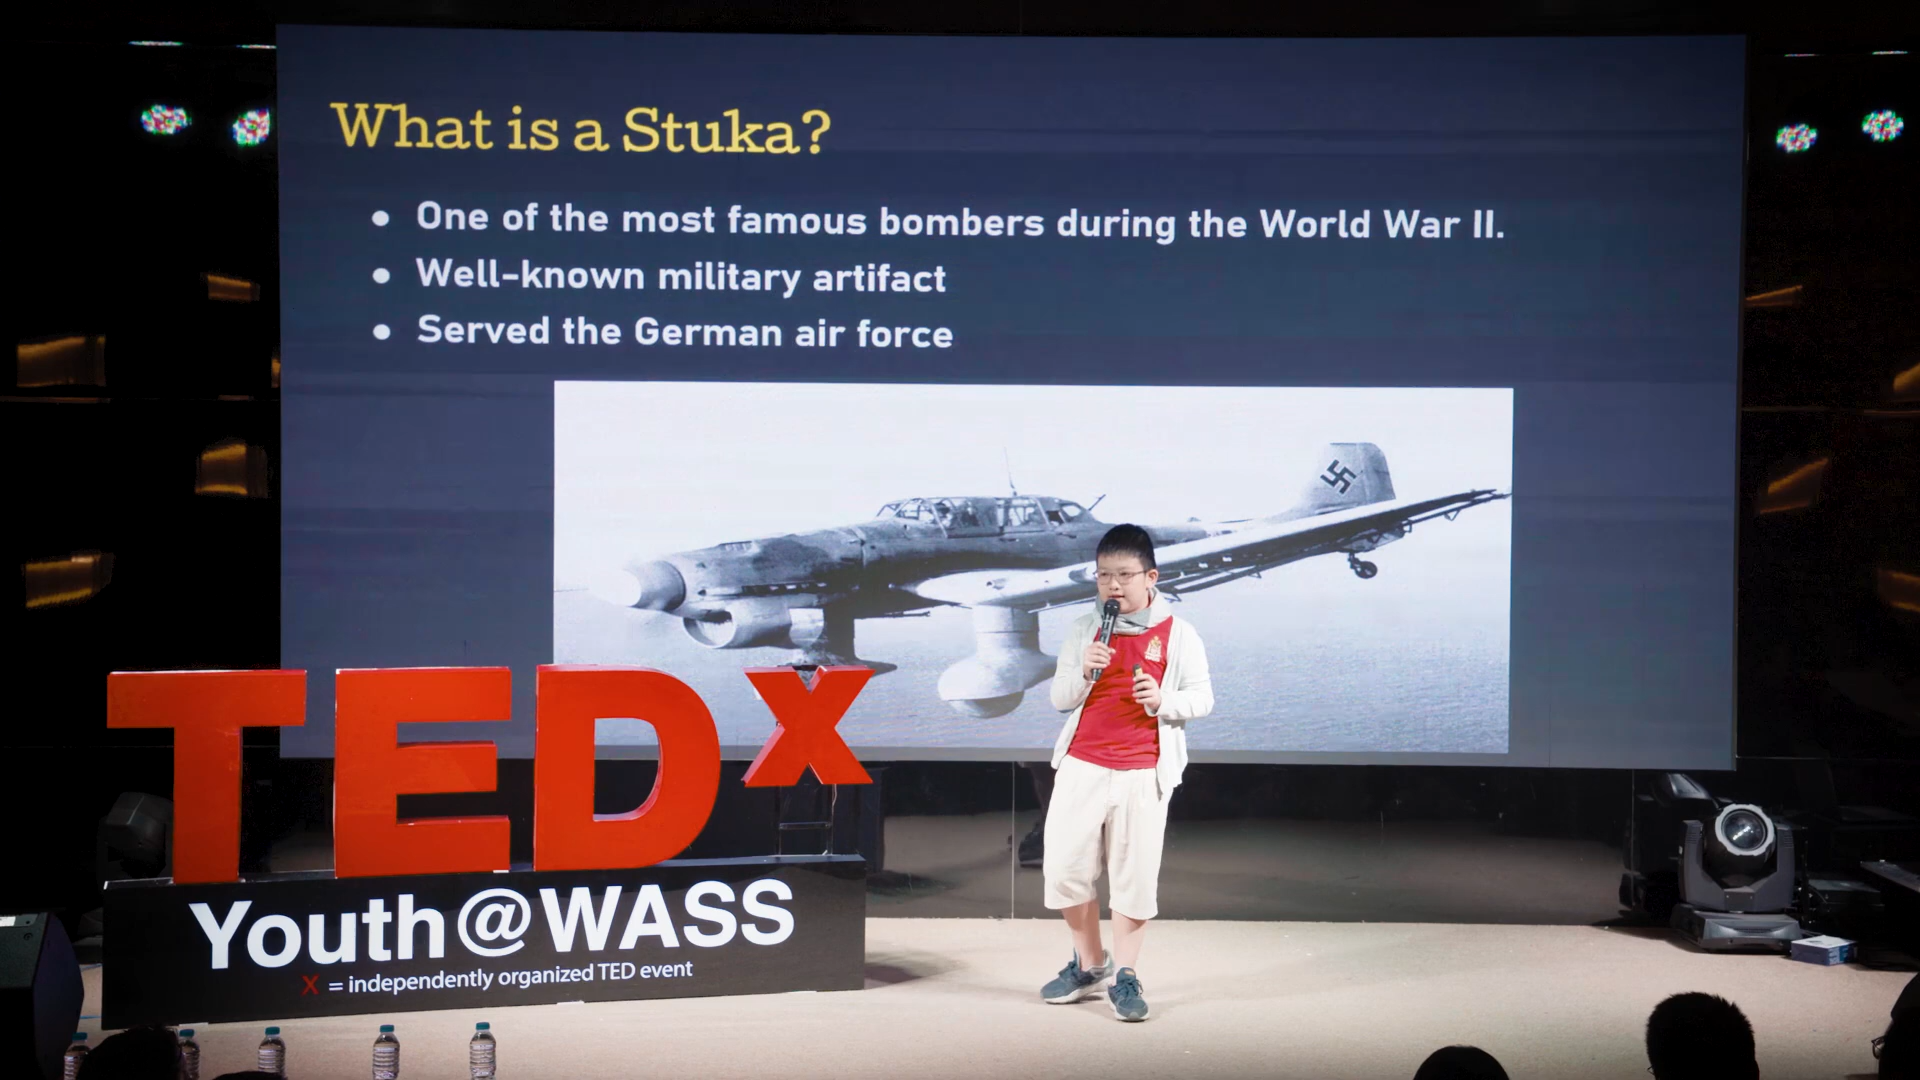 What is a Stuka?
● One of the most famous bombers during the World War II.
● Well-known military artifact
● Served the German air force
TEDx
Youth@WASS
X = independently organized TED event